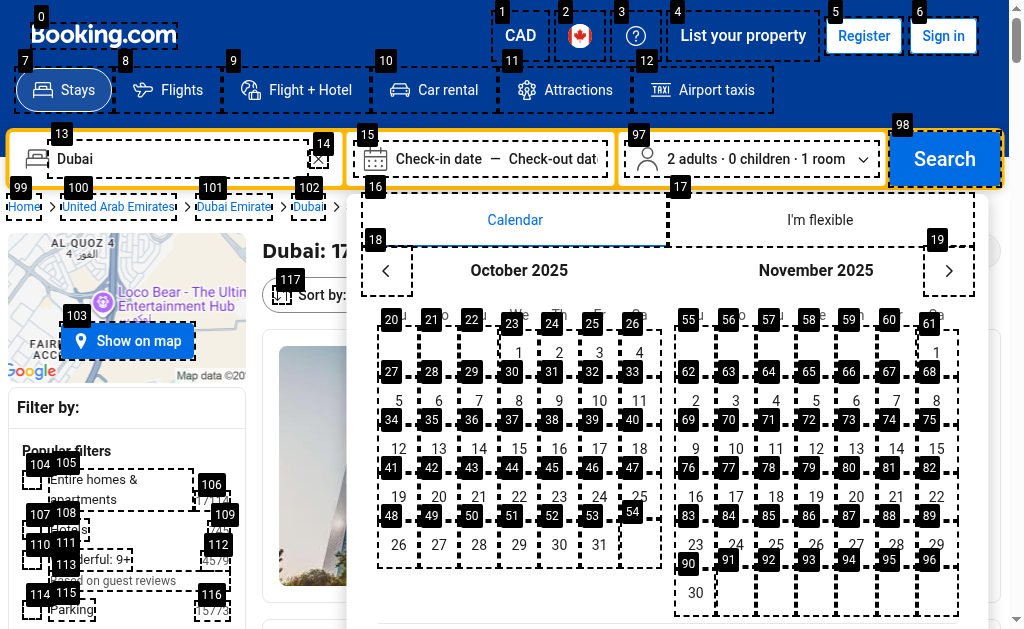 Booking.com
CAD
List your property
Register
Sign in
Stays
Flights
Flight + Hotel
Car rental
Attractions
Airport taxis
Dubai
Check-in date — Check-out dat
2 adults · 0 children · 1 room
Search
Home > United Arab Emirates > Dubai Emirate > Dubai >
Calendar
I'm flexible
October 2025
November 2025
1 2 3 4
5 6 7 8 9 10 11
12 13 14 15 16 17 18
19 20 21 22 23 24 25
26 27 28 29 30 31
1
2 3 4 5 6 7 8
9 10 11 12 13 14 15
16 17 18 19 20 21 22
23 24 25 26 27 28 29
30
Dubai: 17
Sort by:
AL QUOZ 4
القوز 4
Loco Bear - The Ultim
Entertainment Hub
Show on map
Google
Map data ©20
Filter by:
Popular filters
Entire homes &
apartments
Hotels
derful: 9+
4579
Based on guest reviews
Parking
15773
0
1
2
3
4
5
6
7
8
9
10
11
12
13
14
15
16
17
18
19
20
21
22
23
24
25
26
27
28
29
30
31
32
33
34
35
36
37
38
39
40
41
42
43
44
45
46
47
48
49
50
51
52
53
54
55
56
57
58
59
60
61
62
63
64
65
66
67
68
69
70
71
72
73
74
75
76
77
78
79
80
81
82
83
84
85
86
87
88
89
90
91
92
93
94
95
96
97
98
99
100
101
102
103
104
105
106
107
108
109
110
111
112
113
114
115
116
117